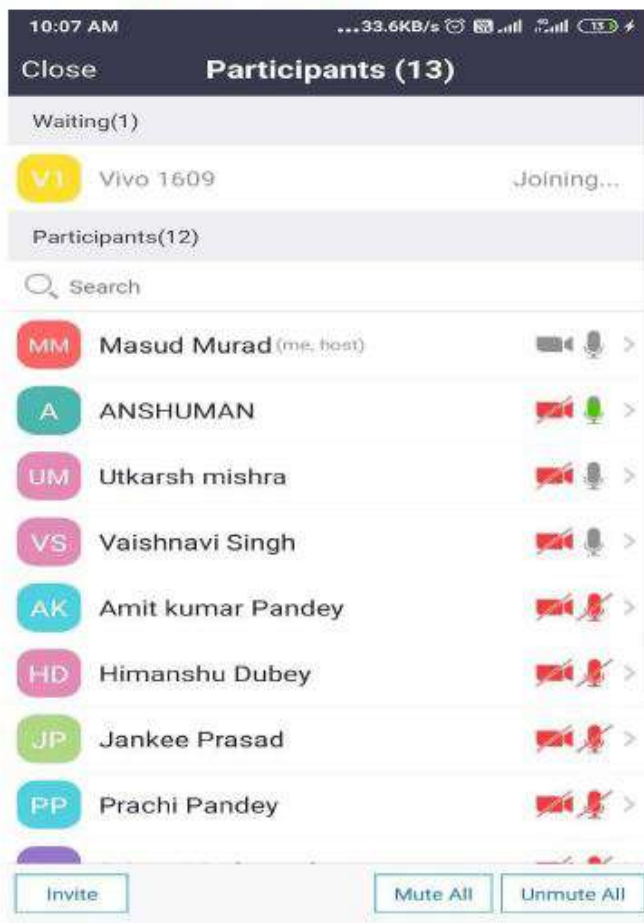 10:07 AM ...33.6KB/s 13
Close Participants (13)
Waiting(1)
V1 Vivo 1609 Joining...
Participants(12)
Search
MM Masud Murad (me, host)
A ANSHUMAN
UM Utkarsh mishra
VS Vaishnavi Singh
AK Amit kumar Pandey
HD Himanshu Dubey
JP Jankee Prasad
PP Prachi Pandey
Invite Mute All Unmute All